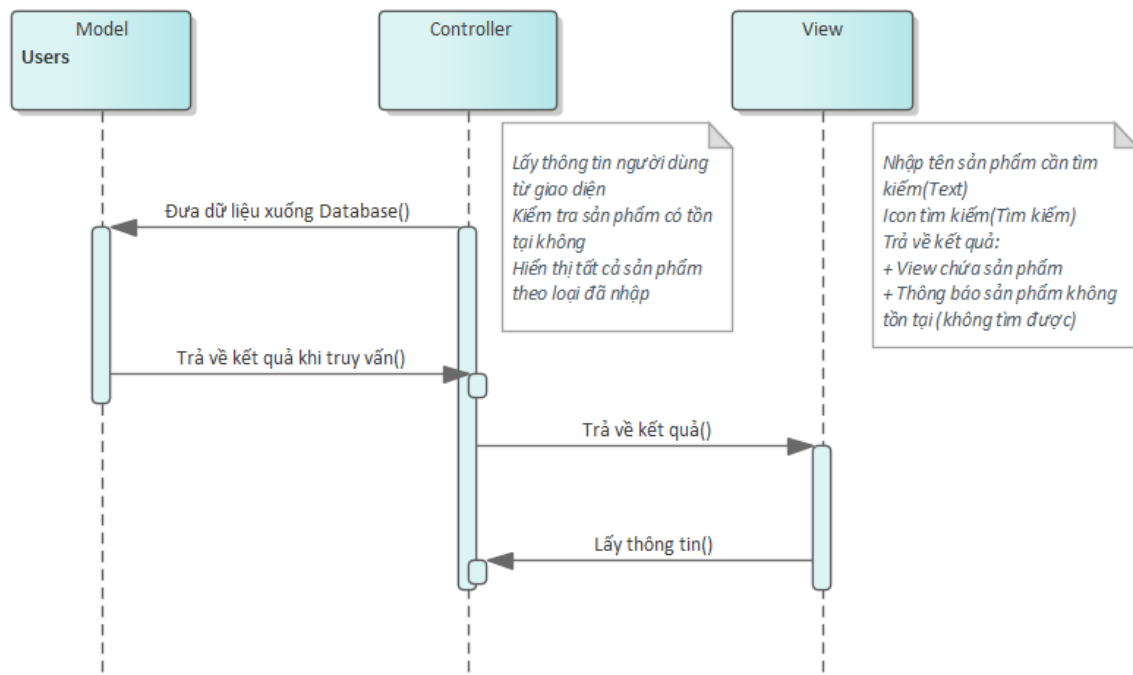 Model
Users
Controller
View
Lấy thông tin người dùng
từ giao diện
Kiểm tra sản phẩm có tồn
tại không
Hiển thị tất cả sản phẩm
theo loại đã nhập
Nhập tên sản phẩm cần tìm
kiếm(Text)
Icon tìm kiếm(Tìm kiếm)
Trả về kết quả:
+ View chứa sản phẩm
+ Thông báo sản phẩm không
tồn tại (không tìm được)
Đưa dữ liệu xuống Database()
Trả về kết quả khi truy vấn()
Trả về kết quả()
Lấy thông tin()